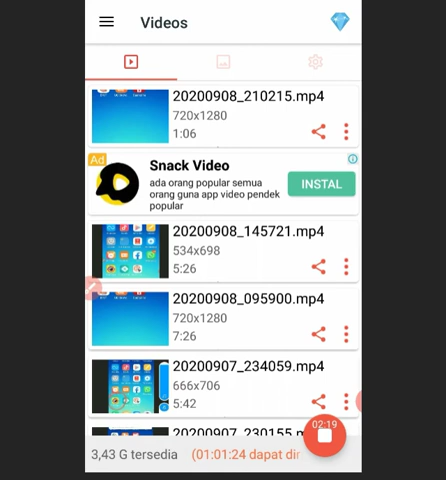 Videos
20200908_210215.mp4
720x1280
1:06
Ad
Snack Video
ada orang popular semua
orang guna app video pendek
popular
INSTAL
20200908_145721.mp4
534x698
5:26
20200908_095900.mp4
720x1280
7:26
20200907_234059.mp4
666x706
5:42
20200907_230155.m
02:19
3,43 G tersedia (01:01:24 dapat dir